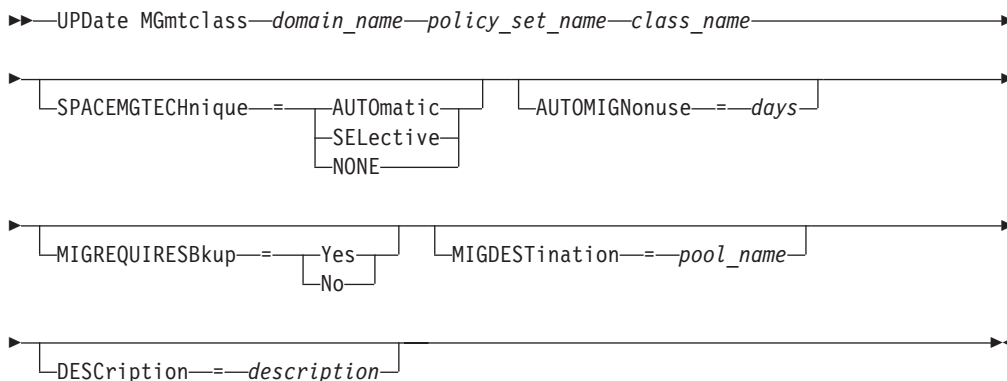 UPDate MGmtclass domain_name policy_set_name class_name
SPACEMGTECHnique = AUTOmatic AUTOMIGNonuse = days
SELective
NONE
MIGREQUIRESBkup = Yes MIGDESTination = pool_name
No
DESCription = description